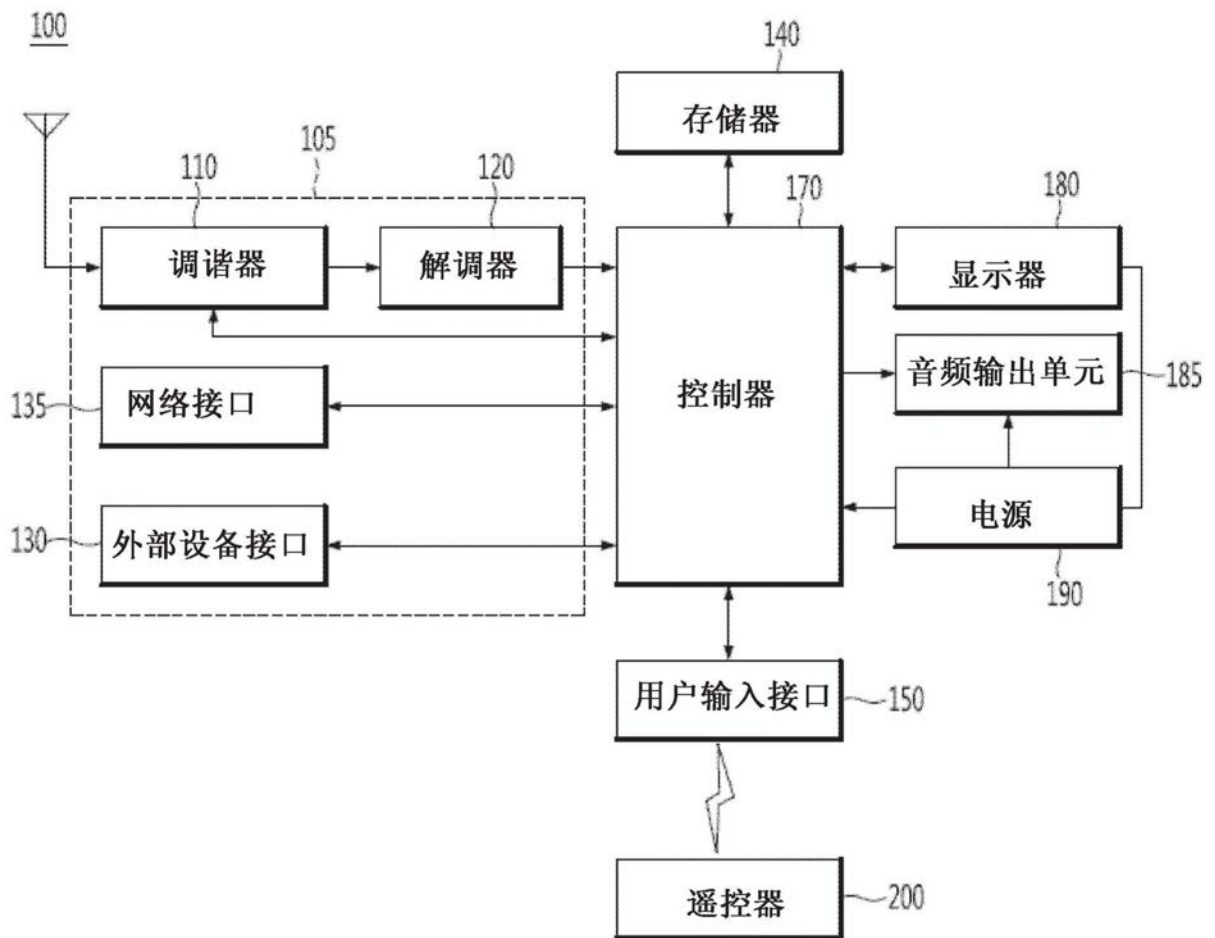 100
140
存储器
105
110
120
170
180
调谐器
解调器
显示器
135
网络接口
控制器
音频输出单元
185
130
外部设备接口
电源
190
用户输入接口
150
遥控器
200